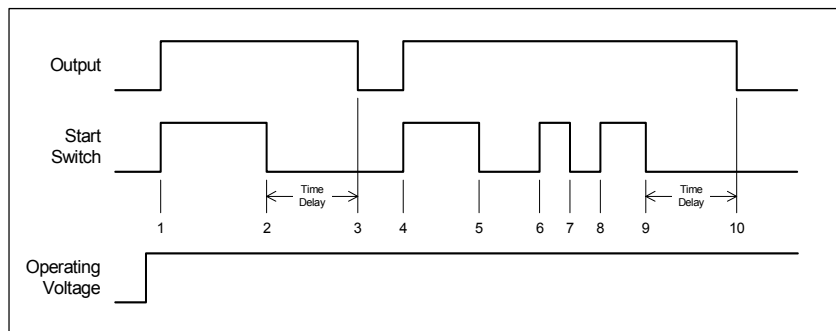 Output
Start
Switch
Time
Delay
Time
Delay
1 2 3 4 5 6 7 8 9 10
Operating
Voltage